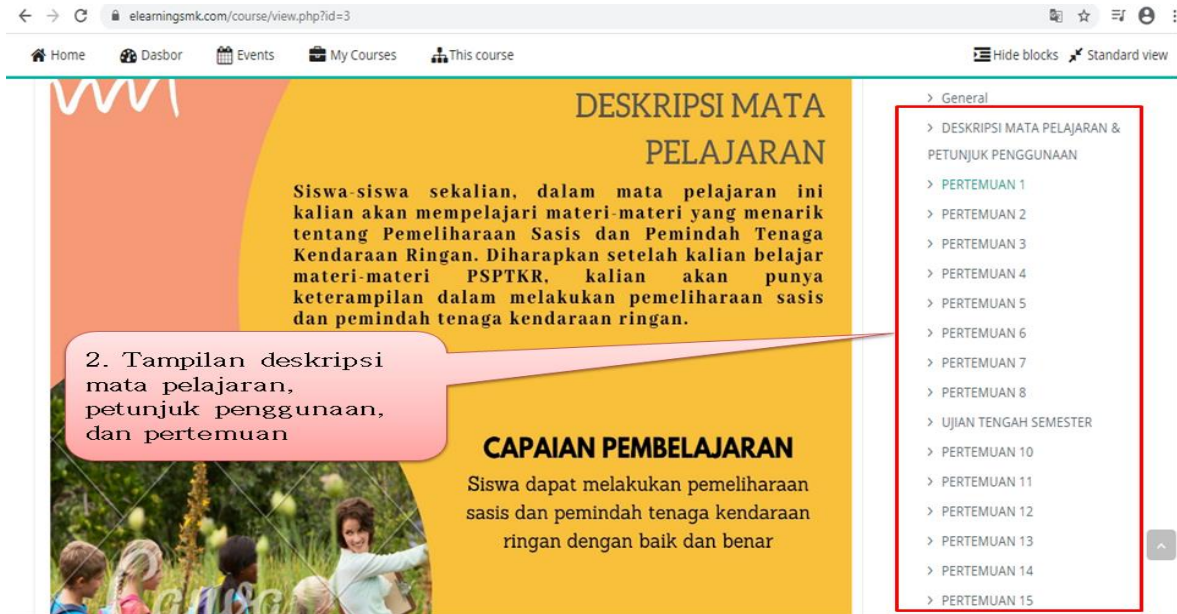 elearningsmk.com/course/view.php?id=3
Home Dasbor Events My Courses This course Hide blocks Standard view
DESKRIPSI MATA
PELAJARAN
Siswa-siswa sekalian, dalam mata pelajaran ini
kalian akan mempelajari materi-materi yang menarik
tentang Pemeliharaan Sasis dan Pemindah Tenaga
Kendaraan Ringan. Diharapkan setelah kalian belajar
materi-materi PSPTKR, kalian akan punya
keterampilan dalam melakukan pemeliharaan sasis
dan pemindah tenaga kendaraan ringan.
2. Tampilan deskripsi
mata pelajaran,
petunjuk penggunaan,
dan pertemuan
CAPAIAN PEMBELAJARAN
Siswa dapat melakukan pemeliharaan
sasis dan pemindah tenaga kendaraan
ringan dengan baik dan benar
Canva
> General
> DESKRIPSI MATA PELAJARAN &
PETUNJUK PENGGUNAAN
> PERTEMUAN 1
> PERTEMUAN 2
> PERTEMUAN 3
> PERTEMUAN 4
> PERTEMUAN 5
> PERTEMUAN 6
> PERTEMUAN 7
> PERTEMUAN 8
> UJIAN TENGAH SEMESTER
> PERTEMUAN 10
> PERTEMUAN 11
> PERTEMUAN 12
> PERTEMUAN 13
> PERTEMUAN 14
> PERTEMUAN 15